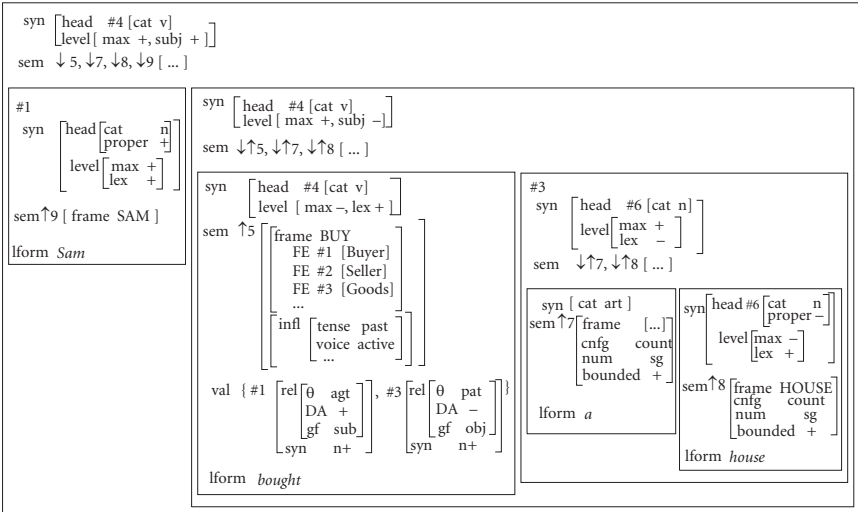 syn [head #4 [cat v]
level [ max +, subj + ]]
sem ↓ 5, ↓7, ↓8, ↓9 [ ... ]
#1
syn [head [cat n
proper +]
level [max +
lex +]]
sem↑9 [ frame SAM ]
lform Sam
syn [head #4 [cat v]
level [ max +, subj –]]
sem ↓↑5, ↓↑7, ↓↑8 [ ... ]
syn [head #4 [cat v]
level [ max –, lex + ]]
sem ↑5 [[frame BUY
FE #1 [Buyer]
FE #2 [Seller]
FE #3 [Goods]
...]
[infl [tense past
voice active
...]]]
val { #1 [rel [θ agt
DA +
gf sub]
syn n+], #3 [rel [θ pat
DA –
gf obj]
syn n+] }
lform bought
#3
syn [head #6 [cat n]
level [max +
lex –]]
sem ↓↑7, ↓↑8 [ ... ]
syn [ cat art ]
sem↑7 [frame [...]
cnfg count
num sg
bounded +]
lform a
syn [head #6 [cat n
proper –]
level [max –
lex +]]
sem↑8 [frame HOUSE
cnfg count
num sg
bounded +]
lform house